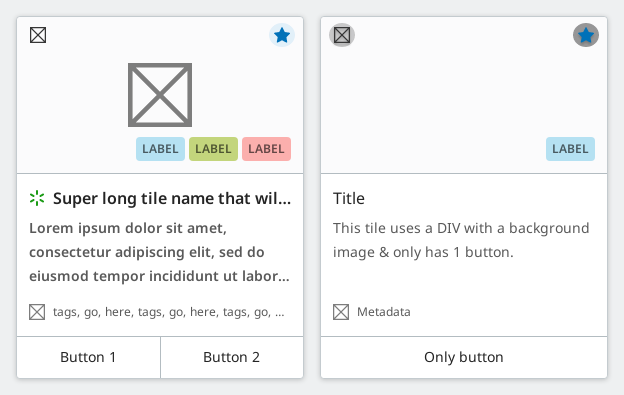 LABEL LABEL LABEL
Super long tile name that wil...
Lorem ipsum dolor sit amet,
consectetur adipiscing elit, sed do
eiusmod tempor incididunt ut labor...
tags, go, here, tags, go, here, tags, go, ...
Button 1
Button 2
LABEL
Title
This tile uses a DIV with a background
image & only has 1 button.
Metadata
Only button